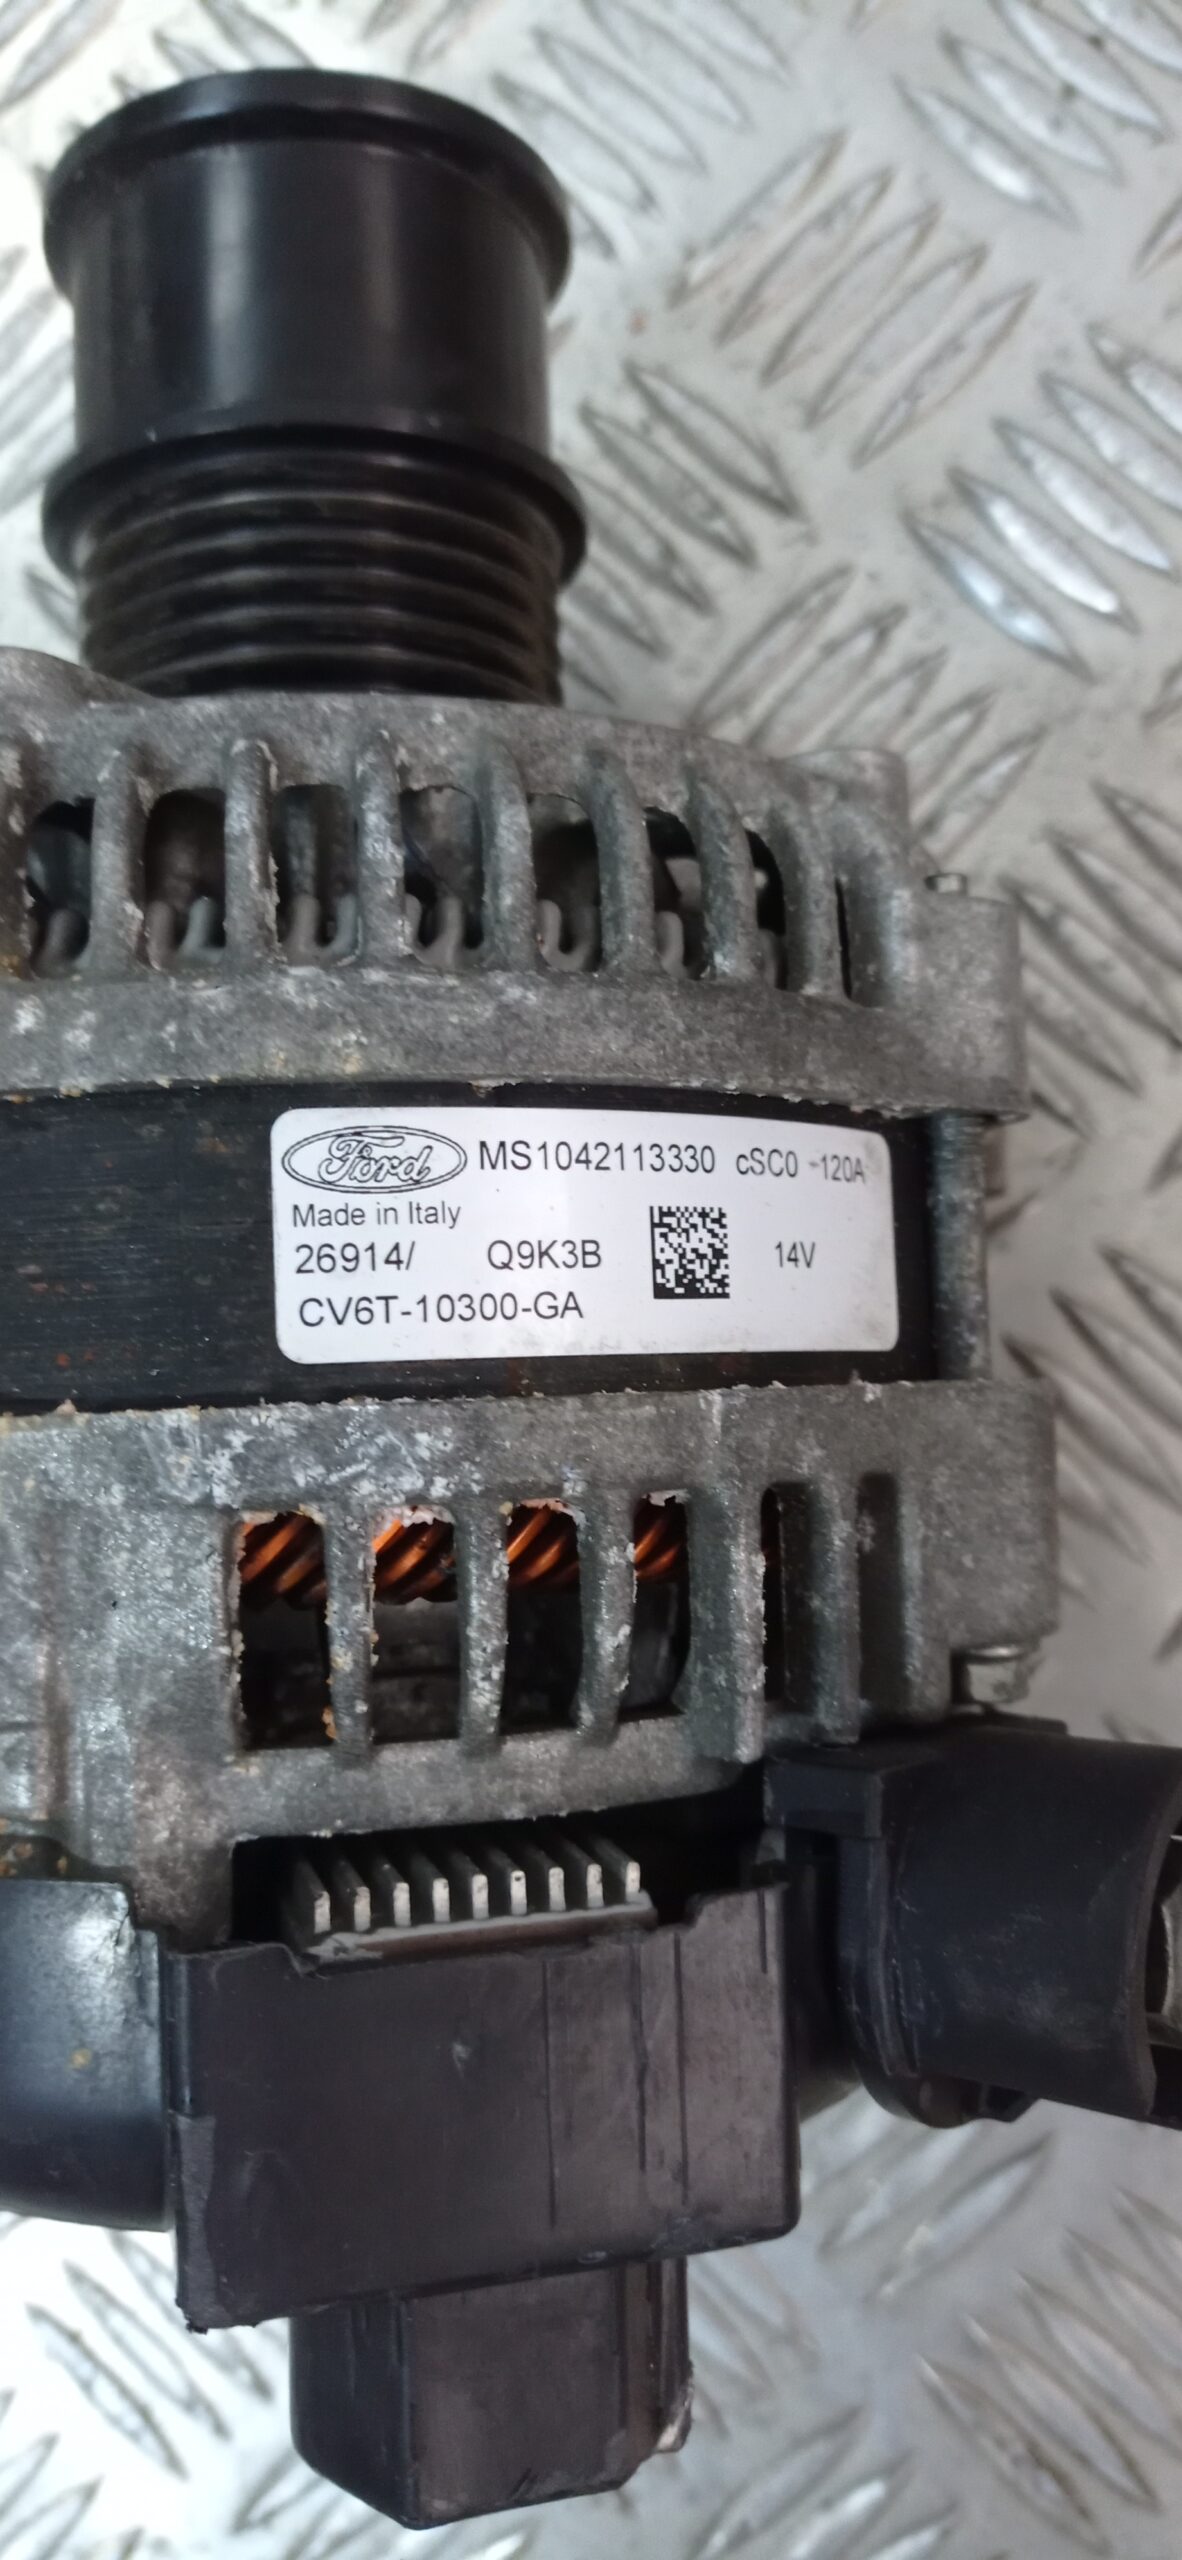 Ford MS1042113330 cSC0 -120A
Made in Italy
26914/ Q9K3B 14V
CV6T-10300-GA